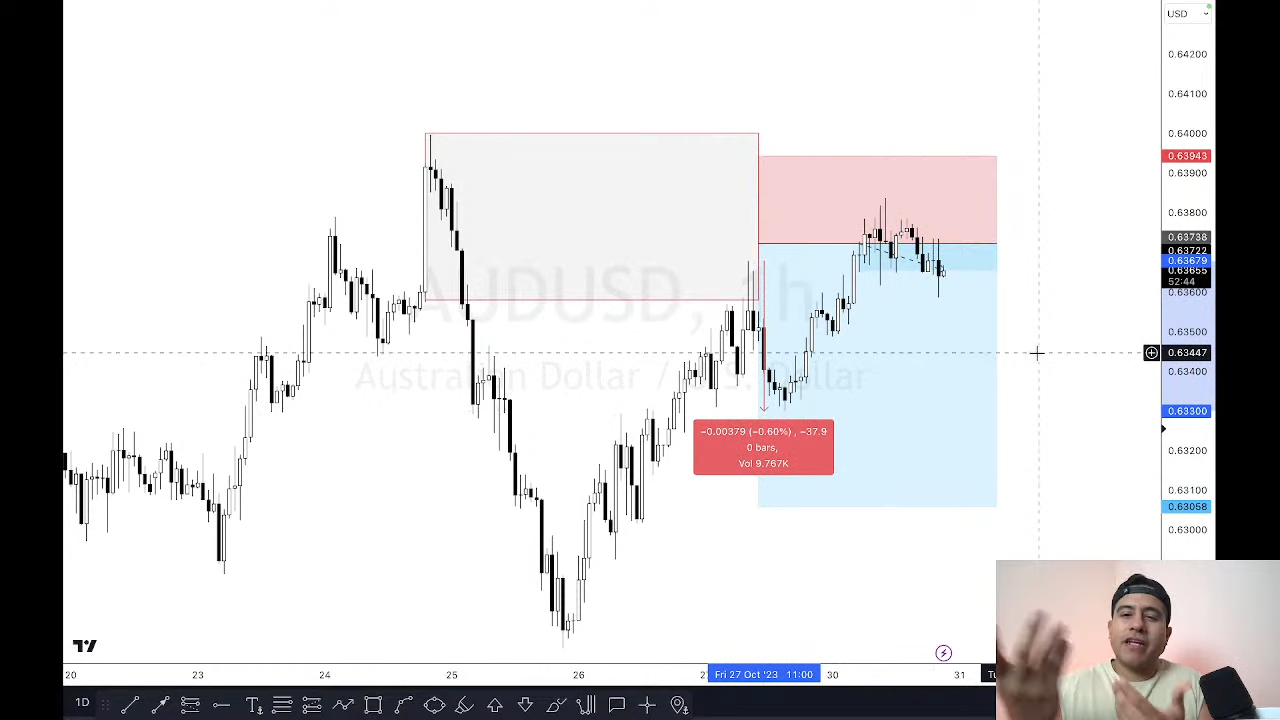 USD
0.64200
0.64100
0.64000
0.63943
0.63900
0.63800
0.63738
0.63722
0.63679
0.63655
52:44
0.63600
0.63500
0.63447
0.63400
0.63300
0.63200
0.63100
0.63058
0.63000
AUDUSD, 1h
Australian Dollar / U.S. Dollar
−0.00379 (−0.60%) , −37.9
0 bars,
Vol 9.767K
20 23 24 25 26 27 Fri 27 Oct '23 11:00 30 31
1D